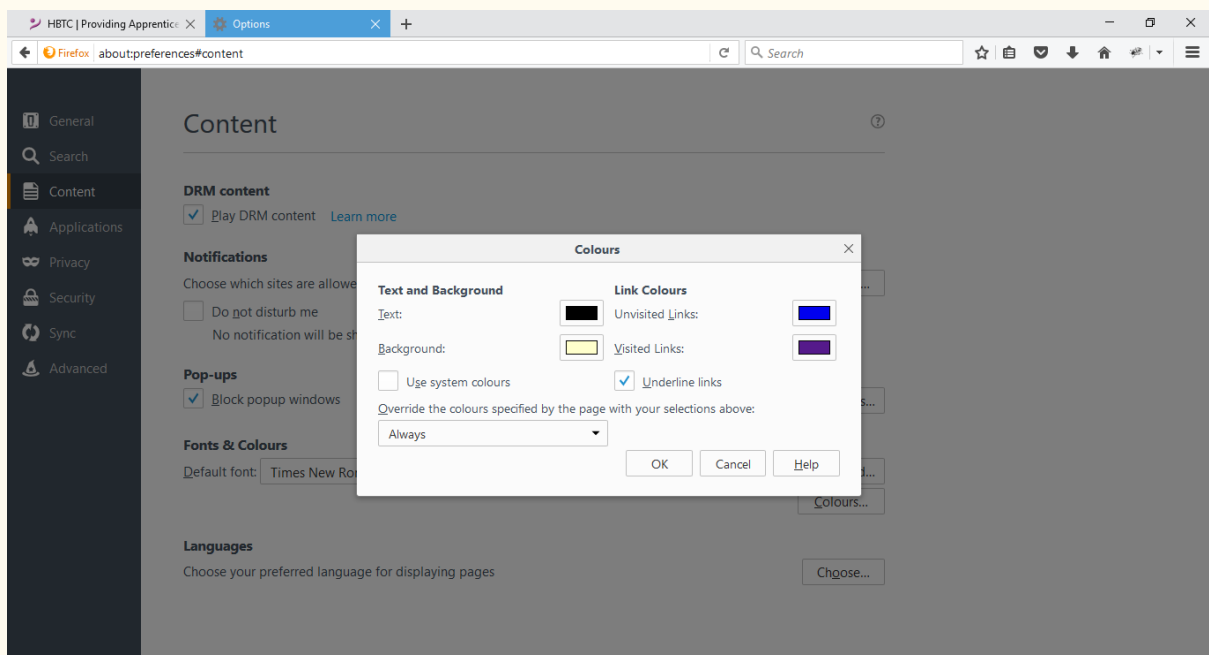 HBTC | Providing Apprentice
Options
Firefox about:preferences#content
Search
General
Search
Content
Applications
Privacy
Security
Sync
Advanced
Content
DRM content
Play DRM content Learn more
Notifications
Choose which sites are allowe
Do not disturb me
No notification will be sh
Pop-ups
Block popup windows
s...
Fonts & Colours
Default font: Times New Ro
d...
Colours...
Languages
Choose your preferred language for displaying pages
Choose...
Colours
Text and Background
Link Colours
Text:
Unvisited Links:
Background:
Visited Links:
Use system colours
Underline links
Override the colours specified by the page with your selections above:
Always
OK
Cancel
Help